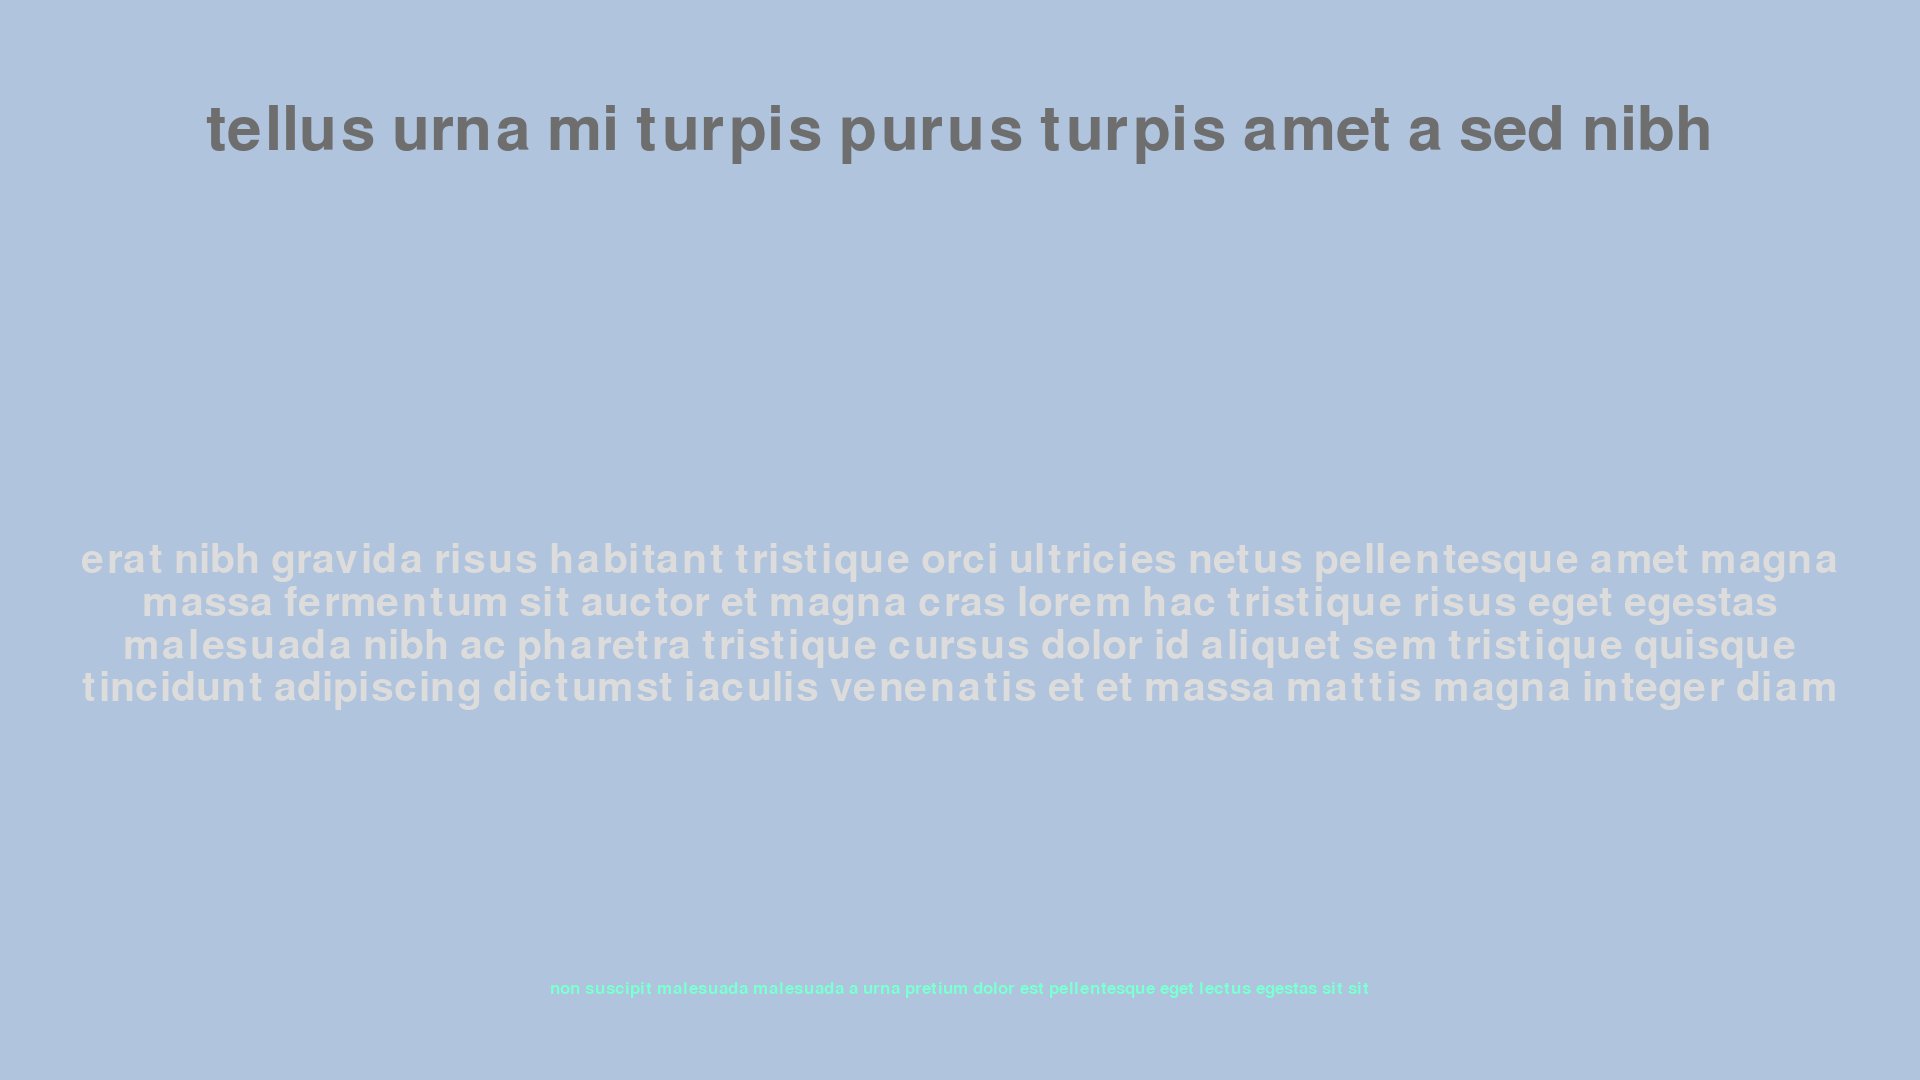 tellus urna mi turpis purus turpis amet a sed nibh
erat nibh gravida risus habitant tristique orci ultricies netus pellentesque amet magna
massa fermentum sit auctor et magna cras lorem hac tristique risus eget egestas
malesuada nibh ac pharetra tristique cursus dolor id aliquet sem tristique quisque
tincidunt adipiscing dictumst iaculis venenatis et et massa mattis magna integer diam
non suscipit malesuada malesuada a urna pretium dolor est pellentesque eget lectus egestas sit sit